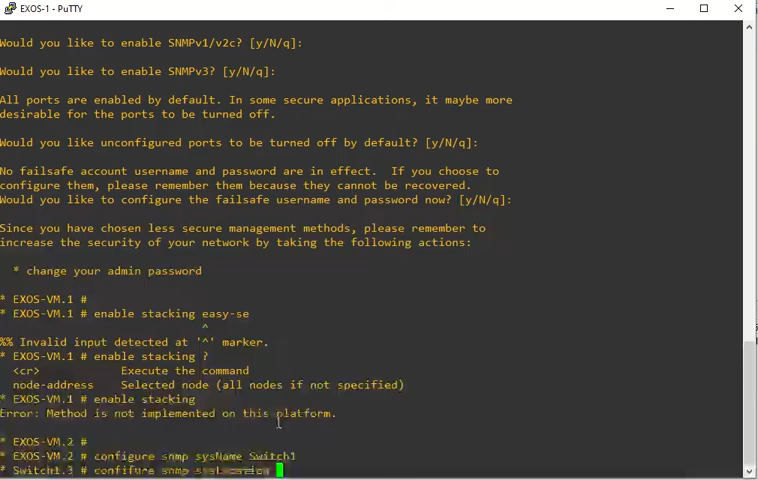 EXOS-1 - PuTTY
Would you like to enable SNMPv1/v2c? [y/N/q]:
Would you like to enable SNMPv3? [y/N/q]:
All ports are enabled by default. In some secure applications, it maybe more
desirable for the ports to be turned off.
Would you like unconfigured ports to be turned off by default? [y/N/q]:
No failsafe account username and password are in effect.  If you choose to
configure them, please remember them because they cannot be recovered.
Would you like to configure the failsafe username and password now? [y/N/q]:
Since you have chosen less secure management methods, please remember to
increase the security of your network by taking the following actions:
* change your admin password
* EXOS-VM.1 #
* EXOS-VM.1 # enable stacking easy-se
^
%% Invalid input detected at '^' marker.
* EXOS-VM.1 # enable stacking ?
<cr>            Execute the command
node-address    Selected node (all nodes if not specified)
* EXOS-VM.1 # enable stacking
Error: Method is not implemented on this platform.
* EXOS-VM.2 #
* EXOS-VM.2 # configure snmp sysName Switch1
* Switch1.3 # confifure snmp